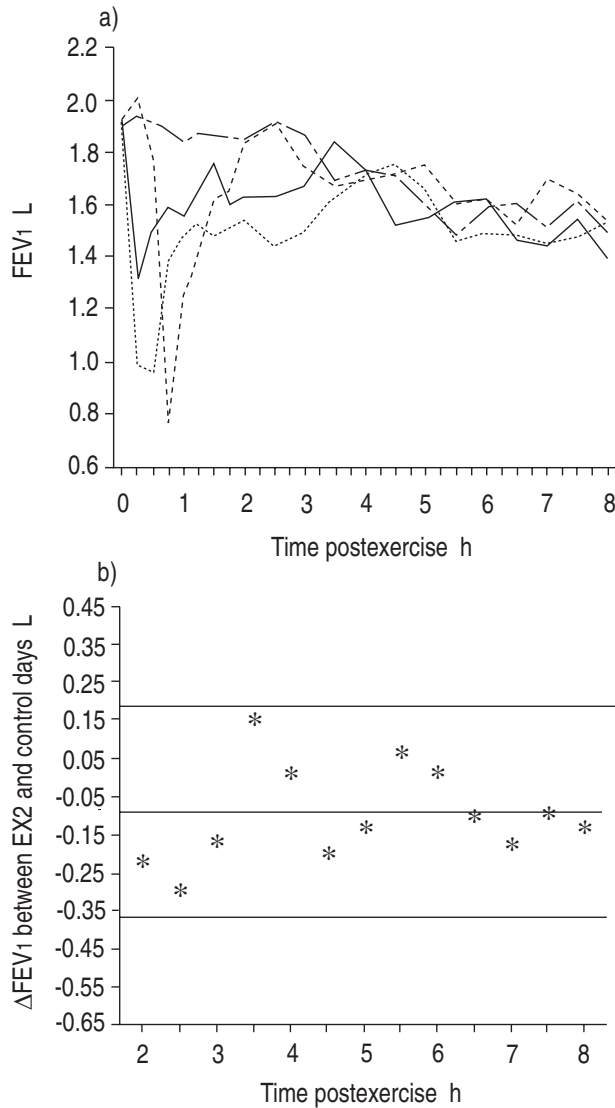 a)
2.2
2.0
1.8
1.6
1.4
1.2
1.0
0.8
0.6
FEV1 L
0 1 2 3 4 5 6 7 8
Time postexercise h
b)
0.45
0.35
0.25
0.15
0.05
-0.05
-0.15
-0.25
-0.35
-0.45
-0.55
-0.65
ΔFEV1 between EX2 and control days L
2 3 4 5 6 7 8
Time postexercise h